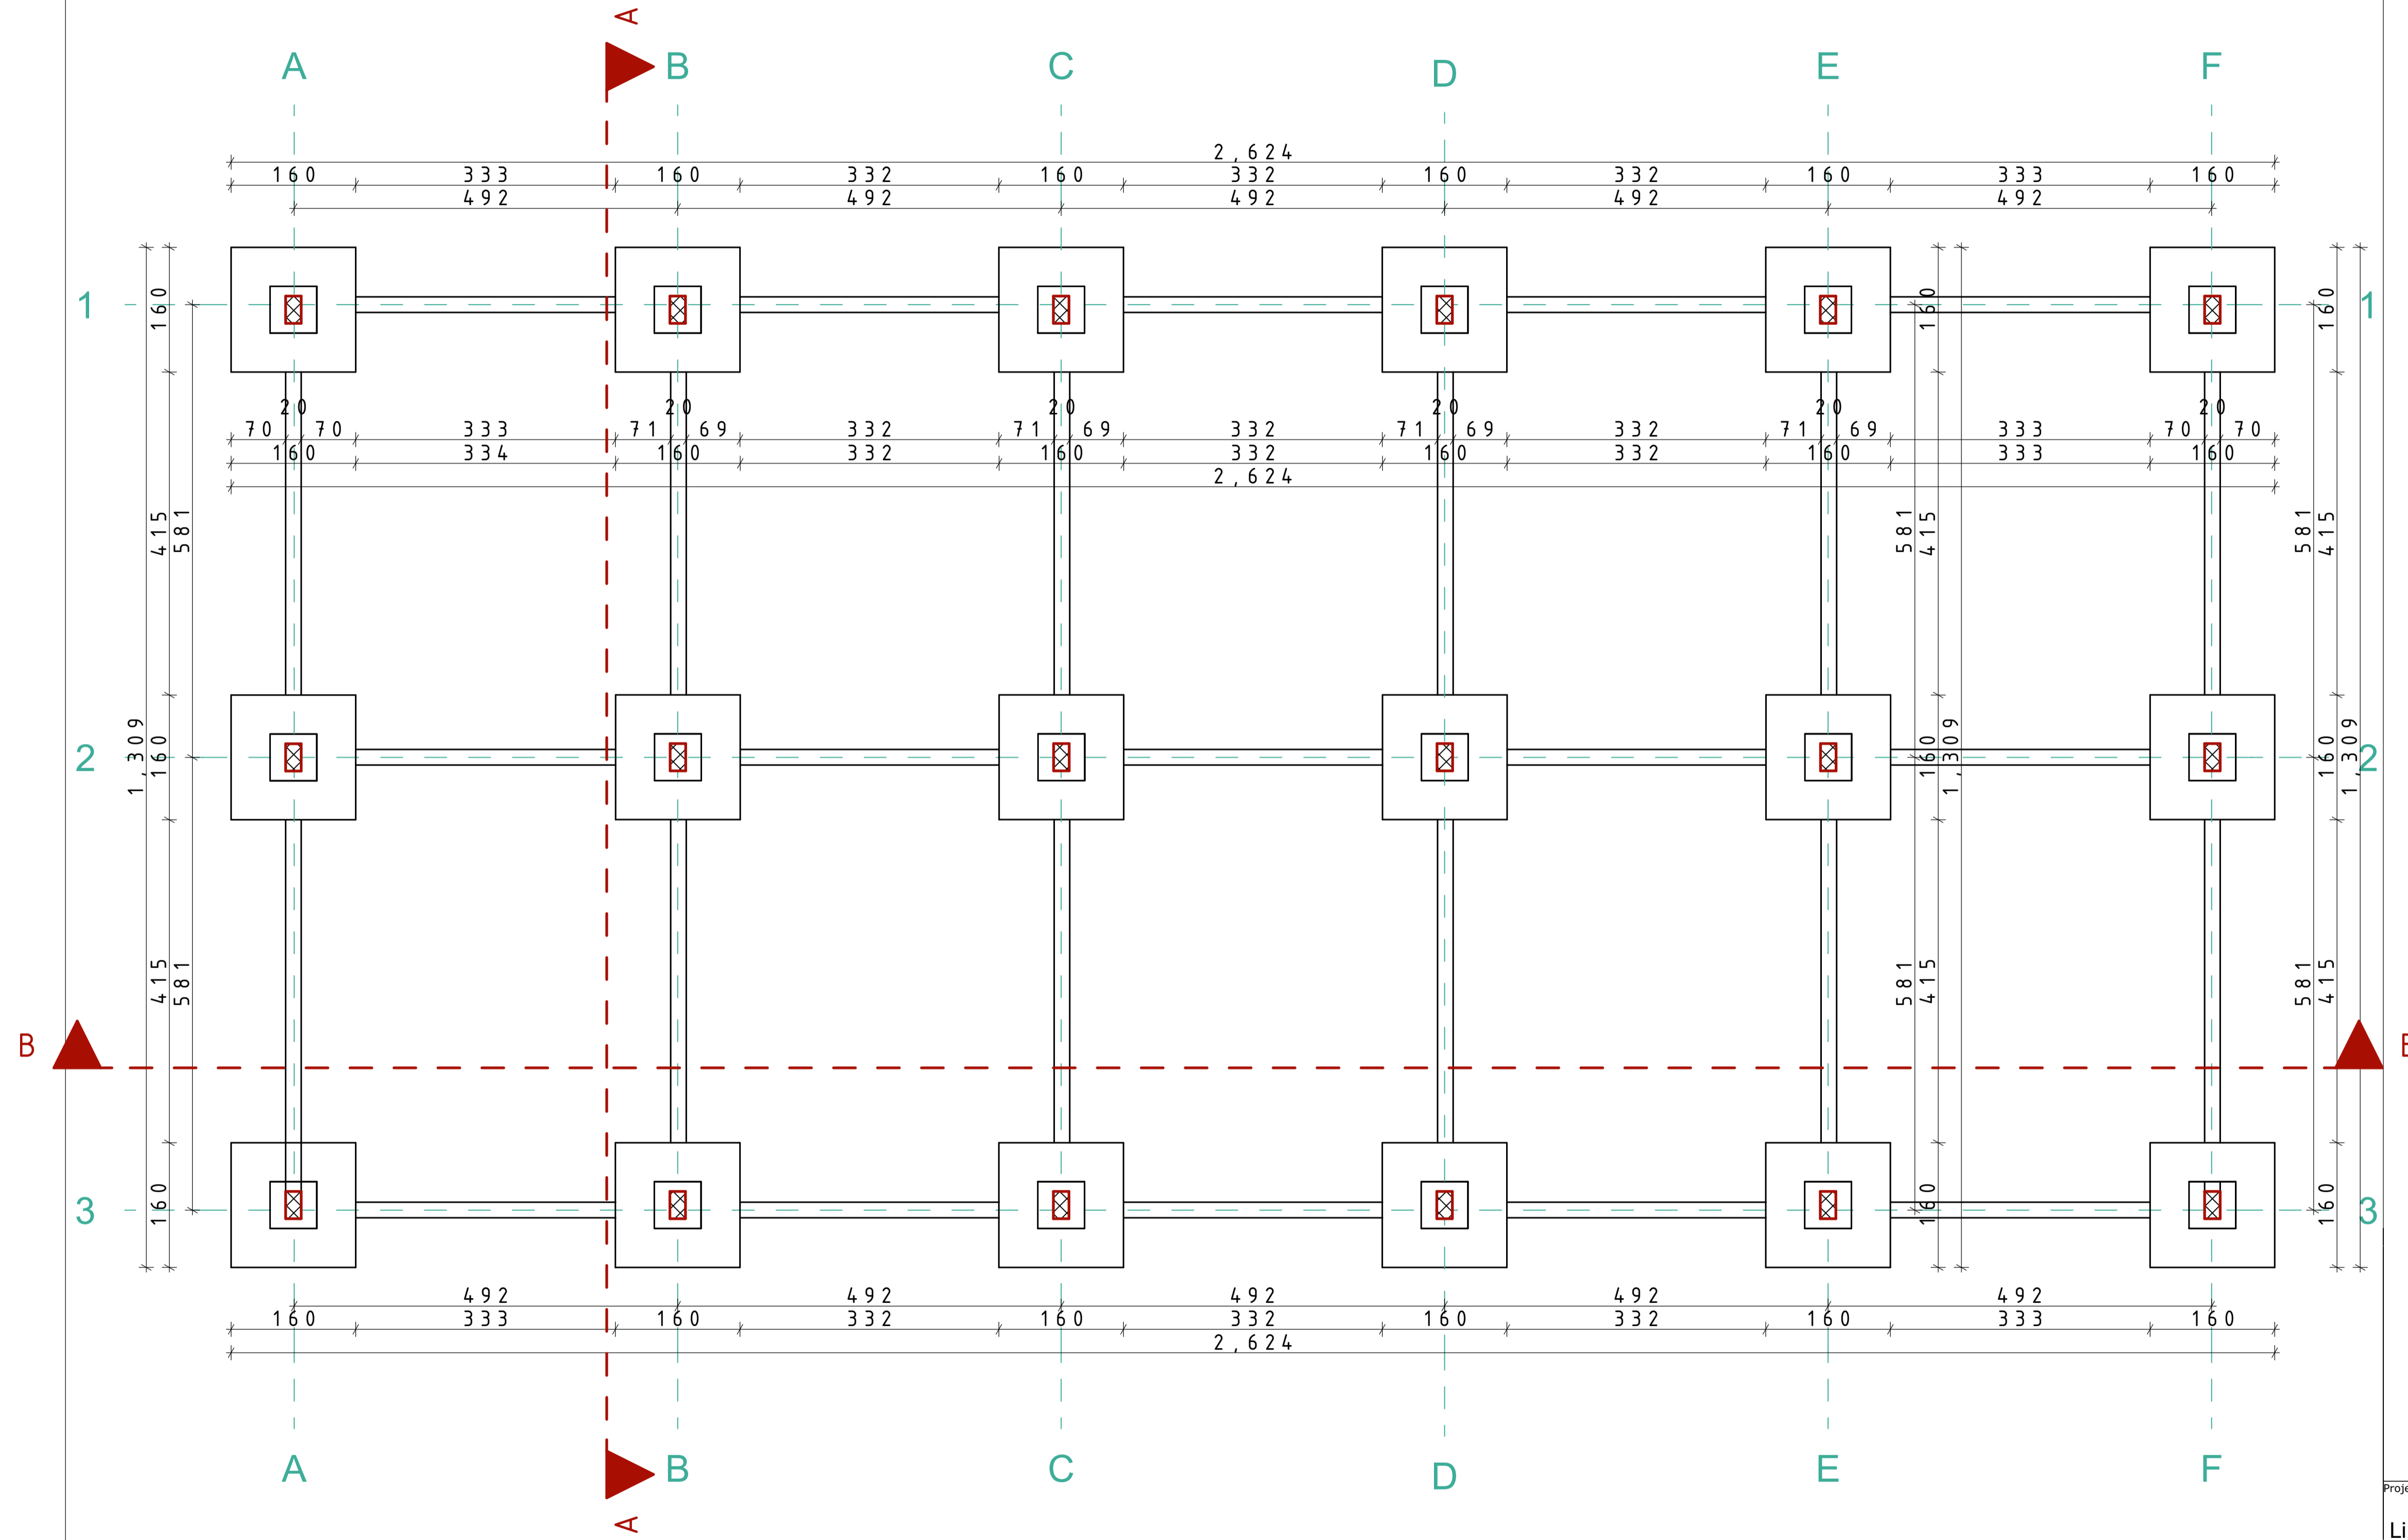 A
A B C D E F
2,624
160 333 160 332 160 332 160 332 160 333 160
492 492 492 492 492
1 160 160 160 1
20 20 20 20 20 20
70 70 333 71 69 332 71 69 332 71 69 332 71 69 333 70 70
160 334 160 332 160 332 160 332 160 333 160
2,624
415 581 581 415 581 415
2 1,309 160 160 1,309 160 1,309 2
415 581 581 415 581 415
B
3 160 160 160 3
492 492 492 492 492
160 333 160 332 160 332 160 332 160 333 160
2,624
A B C D E F
A
Proje
Li